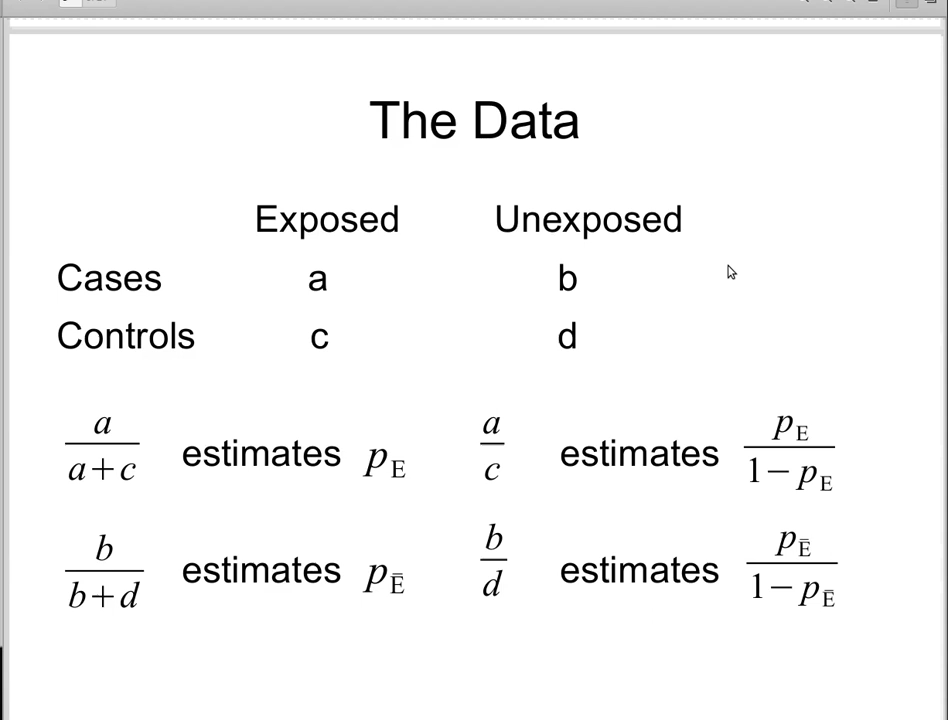 The Data
Exposed Unexposed
Cases a b
Controls c d
a/(a+c) estimates p_E a/c estimates p_E/(1−p_E)
b/(b+d) estimates p_Ē b/d estimates p_Ē/(1−p_Ē)